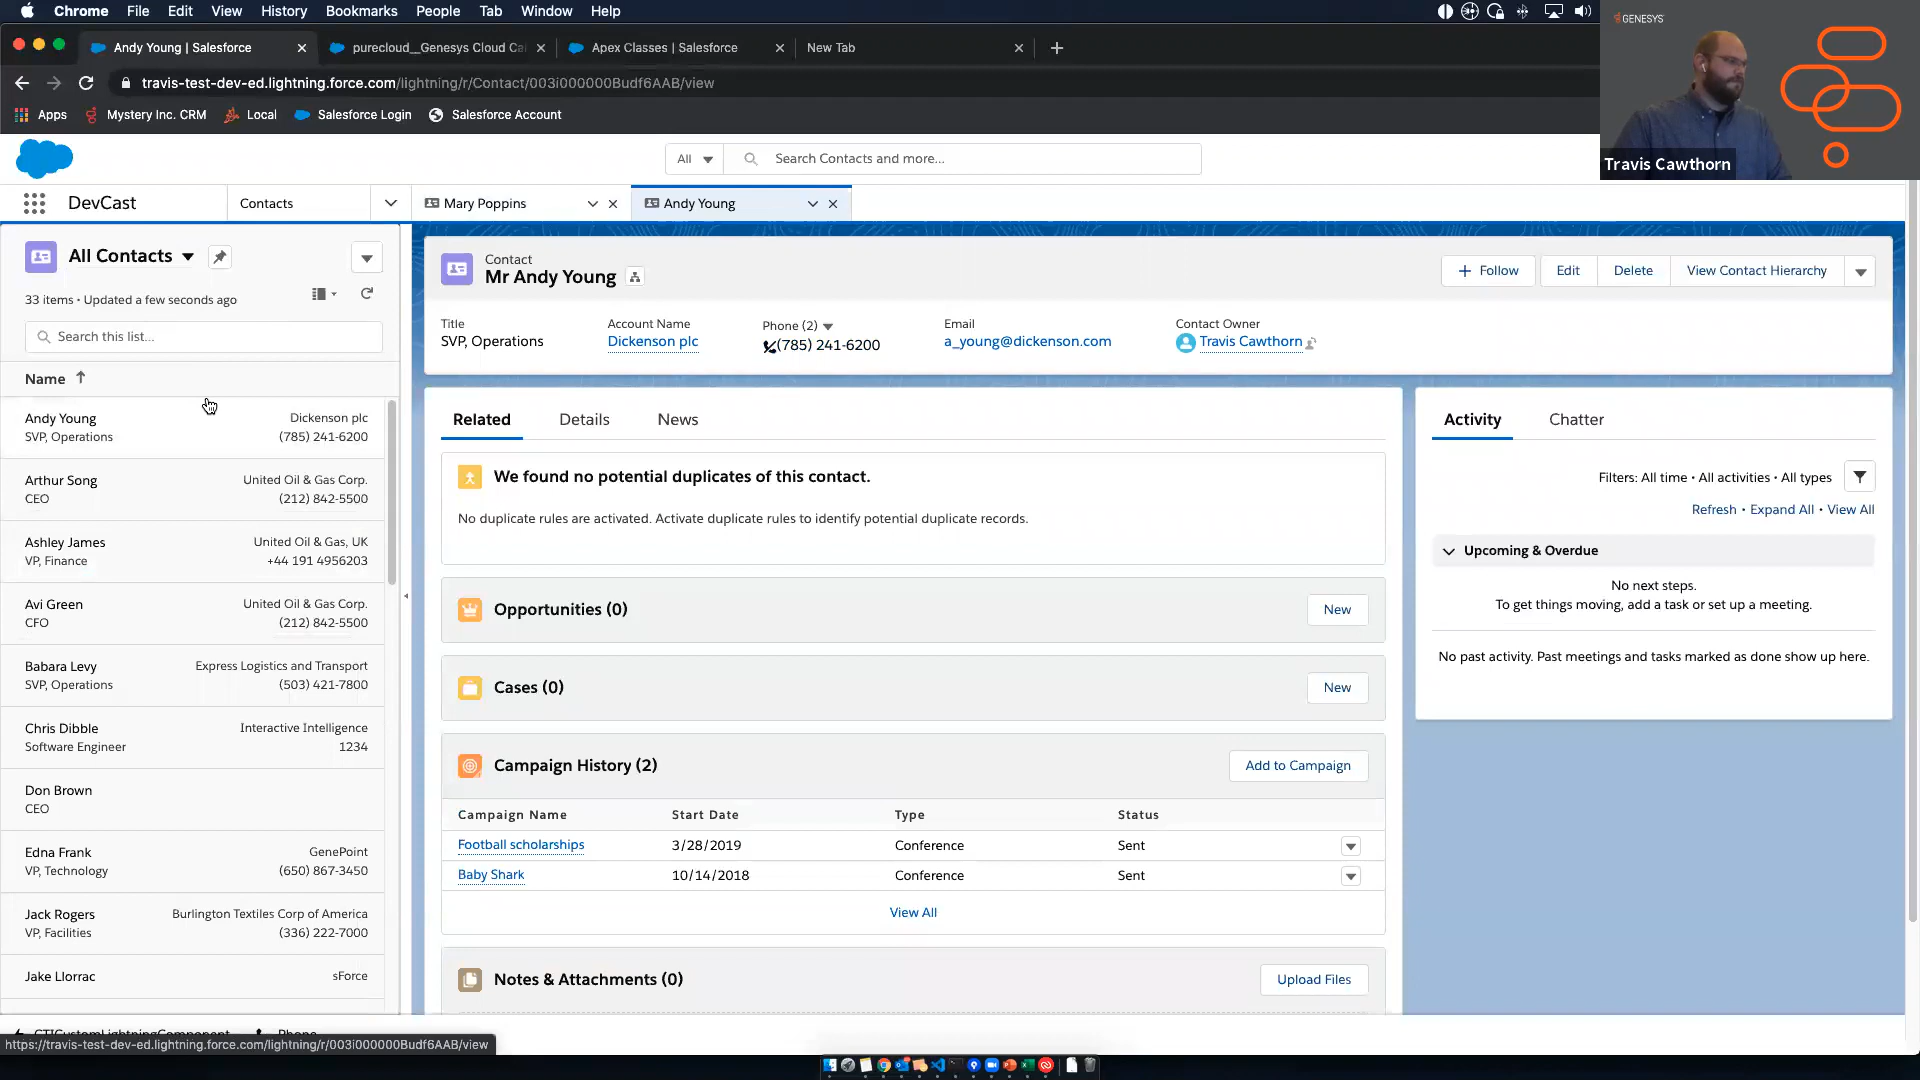 Chrome File Edit View History Bookmarks People Tab Window Help
GENESYS
Andy Young | Salesforce
purecloud__Genesys Cloud Ca
Apex Classes | Salesforce
New Tab
travis-test-dev-ed.lightning.force.com/lightning/r/Contact/003i000000Budf6AAB/view
Apps Mystery Inc. CRM Local Salesforce Login Salesforce Account
Travis Cawthorn
All Search Contacts and more...
DevCast Contacts Mary Poppins Andy Young
All Contacts
33 items • Updated a few seconds ago
Search this list...
Name
Andy Young Dickenson plc
SVP, Operations (785) 241-6200
Arthur Song United Oil & Gas Corp.
CEO (212) 842-5500
Ashley James United Oil & Gas, UK
VP, Finance +44 191 4956203
Avi Green United Oil & Gas Corp.
CFO (212) 842-5500
Babara Levy Express Logistics and Transport
SVP, Operations (503) 421-7800
Chris Dibble Interactive Intelligence
Software Engineer 1234
Don Brown
CEO
Edna Frank GenePoint
VP, Technology (650) 867-3450
Jack Rogers Burlington Textiles Corp of America
VP, Facilities (336) 222-7000
Jake Llorrac sForce
Contact
Mr Andy Young
Follow Edit Delete View Contact Hierarchy
Title Account Name Phone (2) Email Contact Owner
SVP, Operations Dickenson plc (785) 241-6200 a_young@dickenson.com Travis Cawthorn
Related Details News
We found no potential duplicates of this contact.
No duplicate rules are activated. Activate duplicate rules to identify potential duplicate records.
Opportunities (0) New
Cases (0) New
Campaign History (2) Add to Campaign
Campaign Name Start Date Type Status
Football scholarships 3/28/2019 Conference Sent
Baby Shark 10/14/2018 Conference Sent
View All
Notes & Attachments (0) Upload Files
Activity Chatter
Filters: All time • All activities • All types
Refresh • Expand All • View All
Upcoming & Overdue
No next steps.
To get things moving, add a task or set up a meeting.
No past activity. Past meetings and tasks marked as done show up here.
CTICustomLightningComponent Phone
https://travis-test-dev-ed.lightning.force.com/lightning/r/003i000000Budf6AAB/view